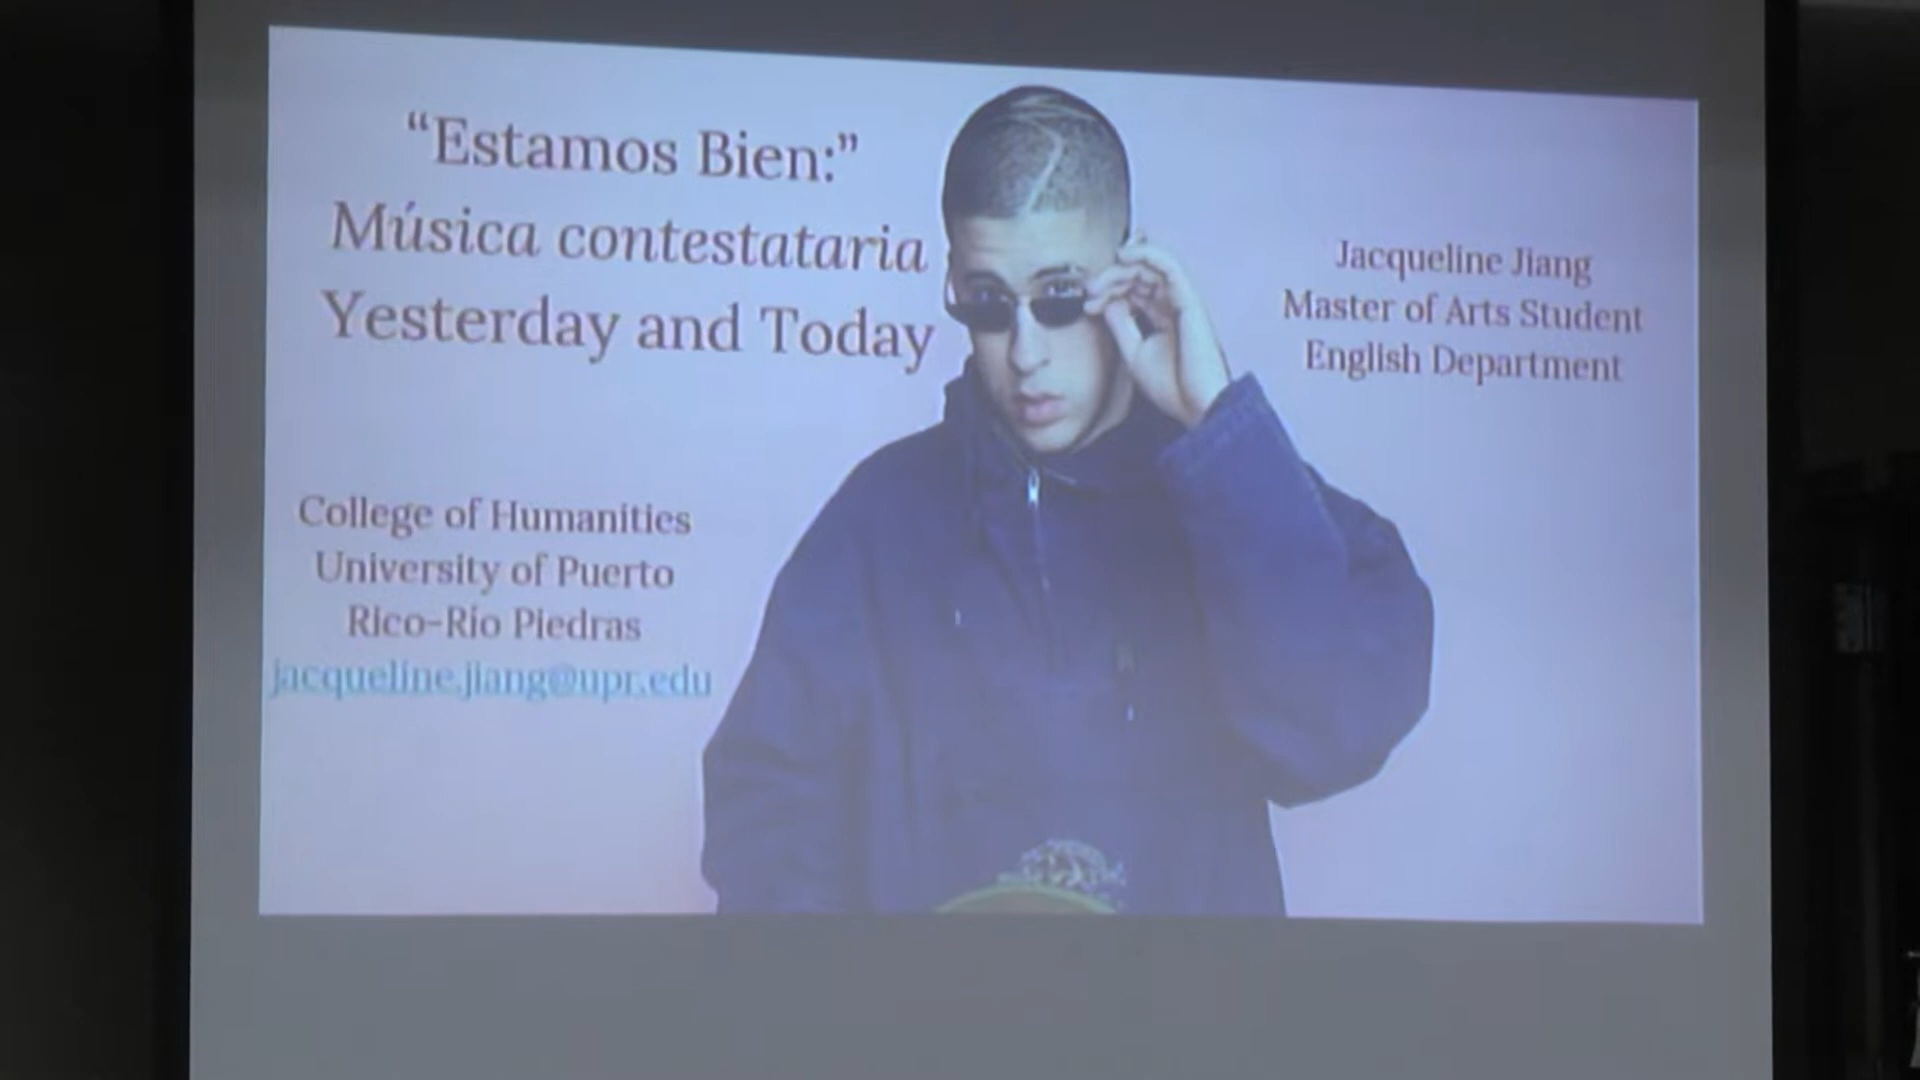 “Estamos Bien:”
Música contestataria
Yesterday and Today
Jacqueline Jiang
Master of Arts Student
English Department
College of Humanities
University of Puerto
Rico-Río Piedras
jacqueline.jiang@upr.edu